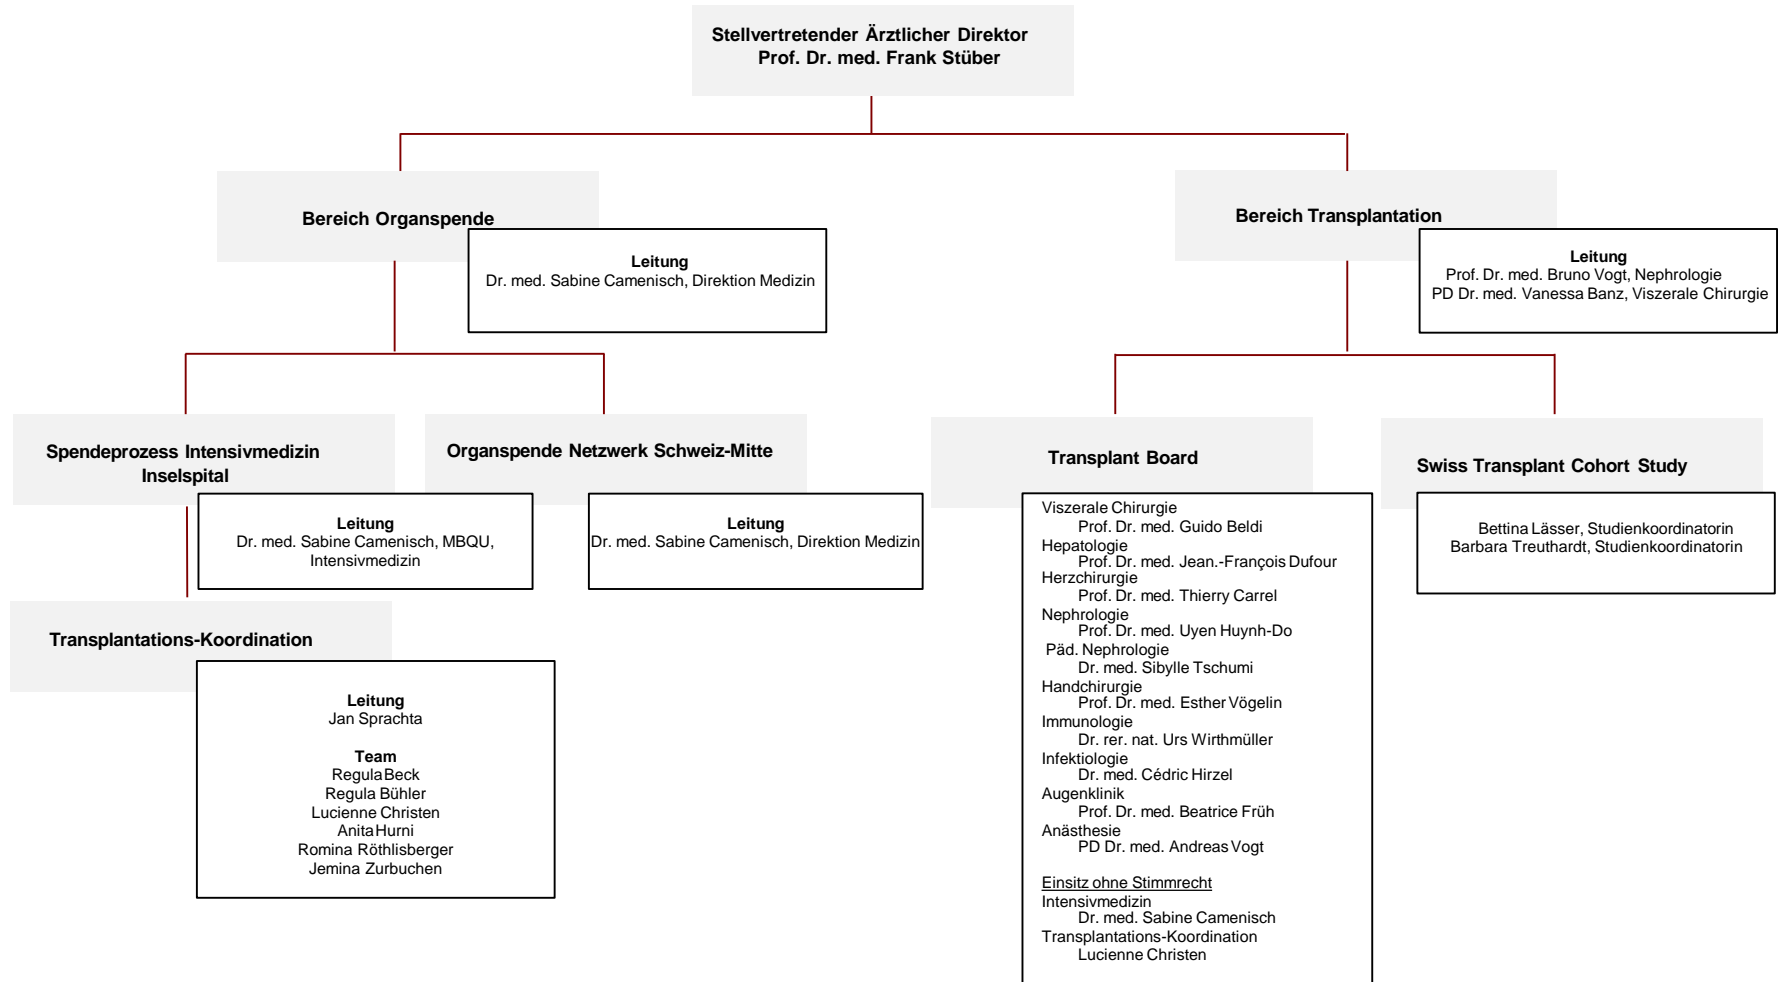 Stellvertretender Ärztlicher Direktor
Prof. Dr. med. Frank Stüber
Bereich Organspende
Leitung
Dr. med. Sabine Camenisch, Direktion Medizin
Bereich Transplantation
Leitung
Prof. Dr. med. Bruno Vogt, Nephrologie
PD Dr. med. Vanessa Banz, Viszerale Chirurgie
Spendeprozess Intensivmedizin
Inselspital
Leitung
Dr. med. Sabine Camenisch, MBQU,
Intensivmedizin
Organspende Netzwerk Schweiz-Mitte
Leitung
Dr. med. Sabine Camenisch, Direktion Medizin
Transplantations-Koordination
Leitung
Jan Sprachta
Team
Regula Beck
Regula Bühler
Lucienne Christen
Anita Hurni
Romina Röthlisberger
Jemina Zurbuchen
Transplant Board
Viszerale Chirurgie
Prof. Dr. med. Guido Beldi
Hepatologie
Prof. Dr. med. Jean.-François Dufour
Herzchirurgie
Prof. Dr. med. Thierry Carrel
Nephrologie
Prof. Dr. med. Uyen Huynh-Do
Päd. Nephrologie
Dr. med. Sibylle Tschumi
Handchirurgie
Prof. Dr. med. Esther Vögelin
Immunologie
Dr. rer. nat. Urs Wirthmüller
Infektiologie
Dr. med. Cédric Hirzel
Augenklinik
Prof. Dr. med. Beatrice Früh
Anästhesie
PD Dr. med. Andreas Vogt
Einsitz ohne Stimmrecht
Intensivmedizin
Dr. med. Sabine Camenisch
Transplantations-Koordination
Lucienne Christen
Swiss Transplant Cohort Study
Bettina Lässer, Studienkoordinatorin
Barbara Treuthardt, Studienkoordinatorin